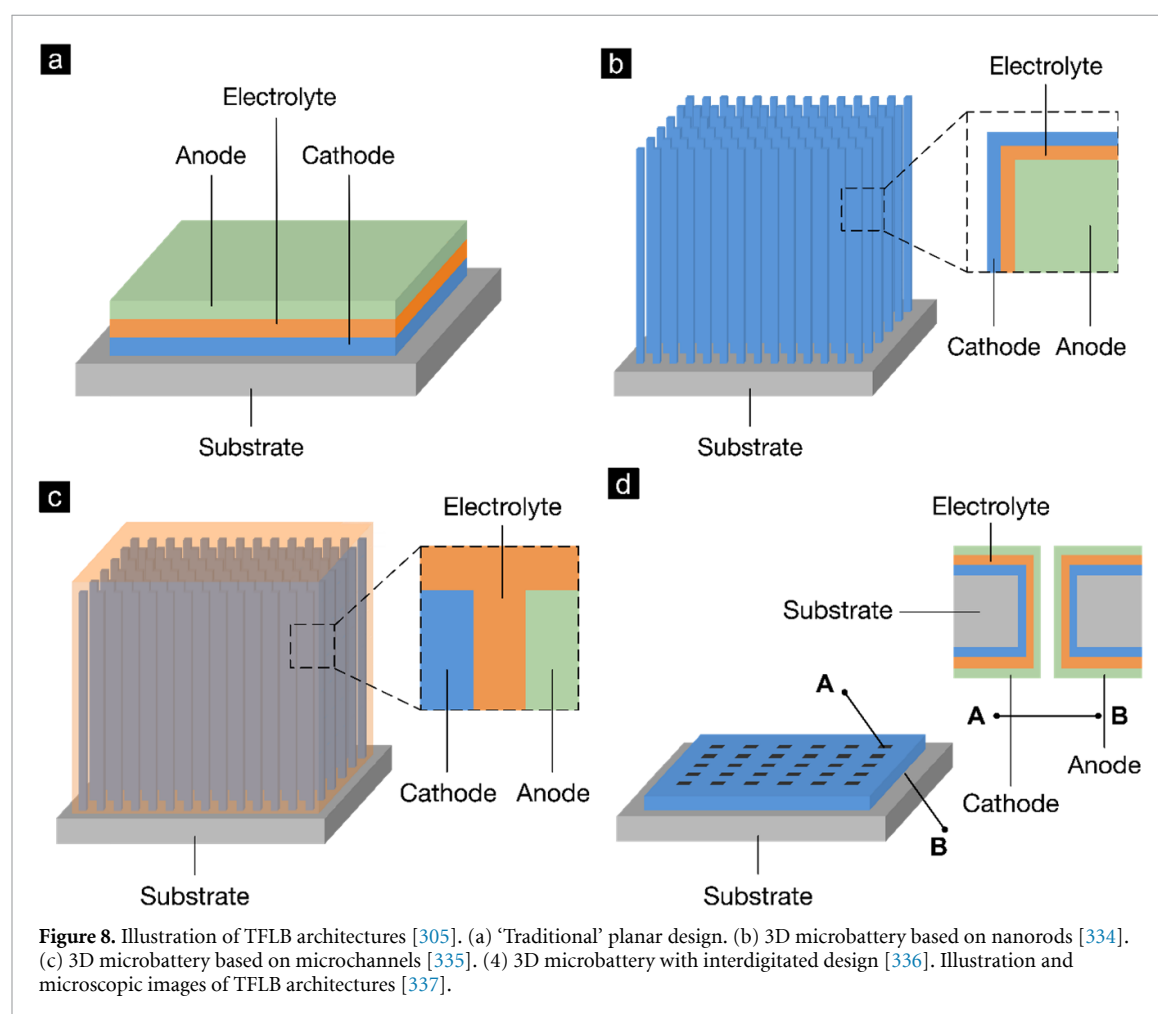 a
Electrolyte
Anode
Cathode
Substrate
b
Electrolyte
Cathode Anode
Substrate
c
Electrolyte
Cathode Anode
Substrate
d
Electrolyte
Substrate
A
A B
Anode
Cathode
B
Substrate
Figure 8. Illustration of TFLB architectures [305]. (a) ‘Traditional’ planar design. (b) 3D microbattery based on nanorods [334].
(c) 3D microbattery based on microchannels [335]. (4) 3D microbattery with interdigitated design [336]. Illustration and
microscopic images of TFLB architectures [337].